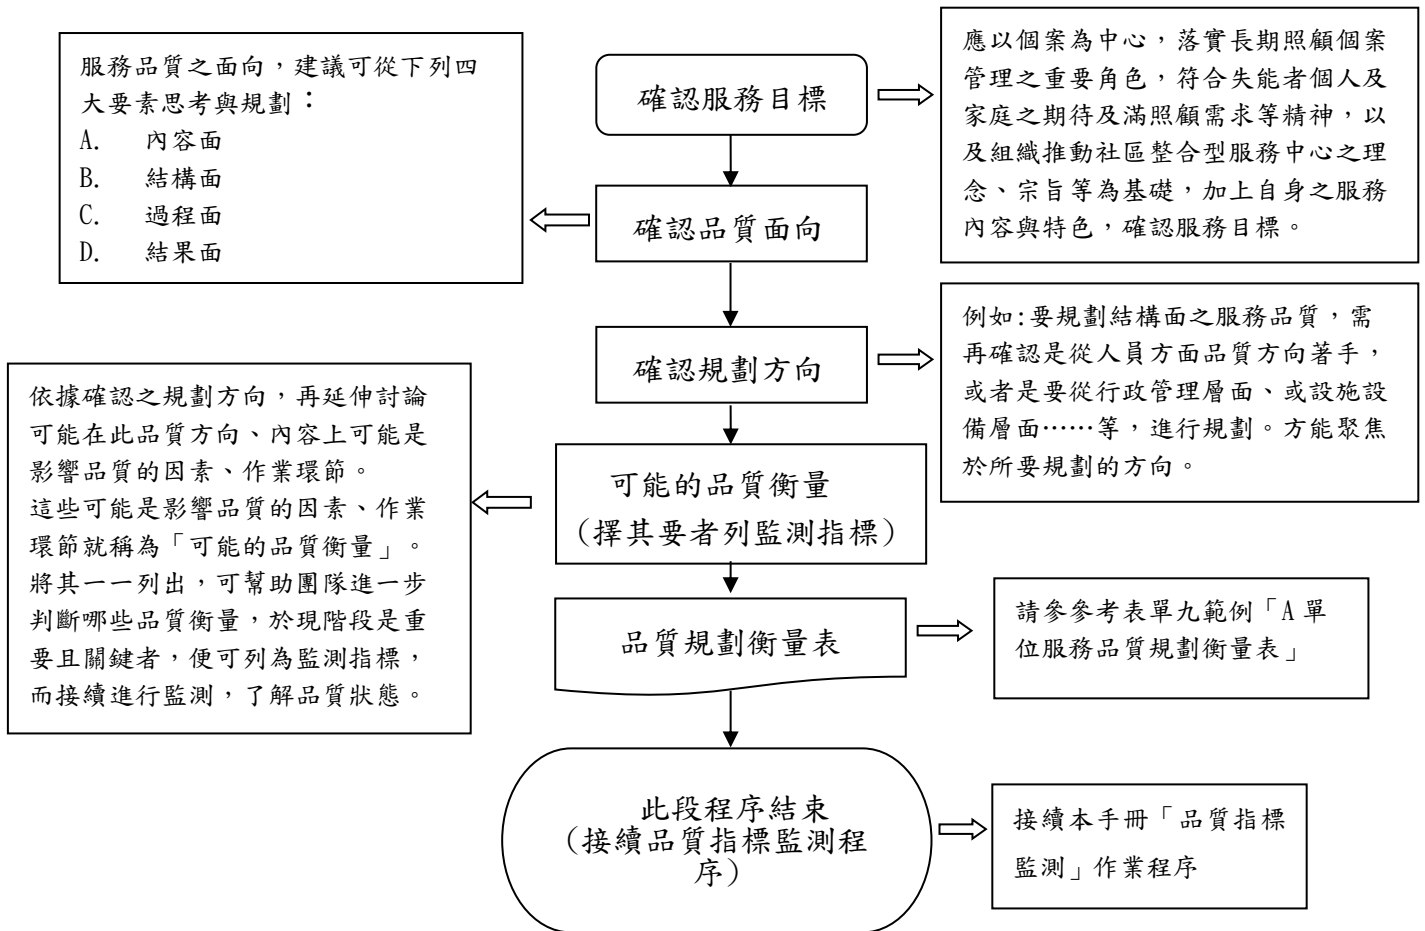 確認服務目標
應以個案為中心，落實長期照顧個案
管理之重要角色，符合失能者個人及
家庭之期待及滿照顧需求等精神，以
及組織推動社區整合型服務中心之理
念、宗旨等為基礎，加上自身之服務
內容與特色，確認服務目標。
服務品質之面向，建議可從下列四
大要素思考與規劃：
A. 內容面
B. 結構面
C. 過程面
D. 結果面
確認品質面向
確認規劃方向
例如:要規劃結構面之服務品質，需
再確認是從人員方面品質方向著手，
或者是要從行政管理層面、或設施設
備層面……等，進行規劃。方能聚焦
於所要規劃的方向。
依據確認之規劃方向，再延伸討論
可能在此品質方向、內容上可能是
影響品質的因素、作業環節。
這些可能是影響品質的因素、作業
環節就稱為「可能的品質衡量」。
將其一一列出，可幫助團隊進一步
判斷哪些品質衡量，於現階段是重
要且關鍵者，便可列為監測指標，
而接續進行監測，了解品質狀態。
可能的品質衡量
(擇其要者列監測指標)
品質規劃衡量表
請參參考表單九範例「A 單
位服務品質規劃衡量表」
此段程序結束
(接續品質指標監測程
序)
接續本手冊「品質指標
監測」作業程序